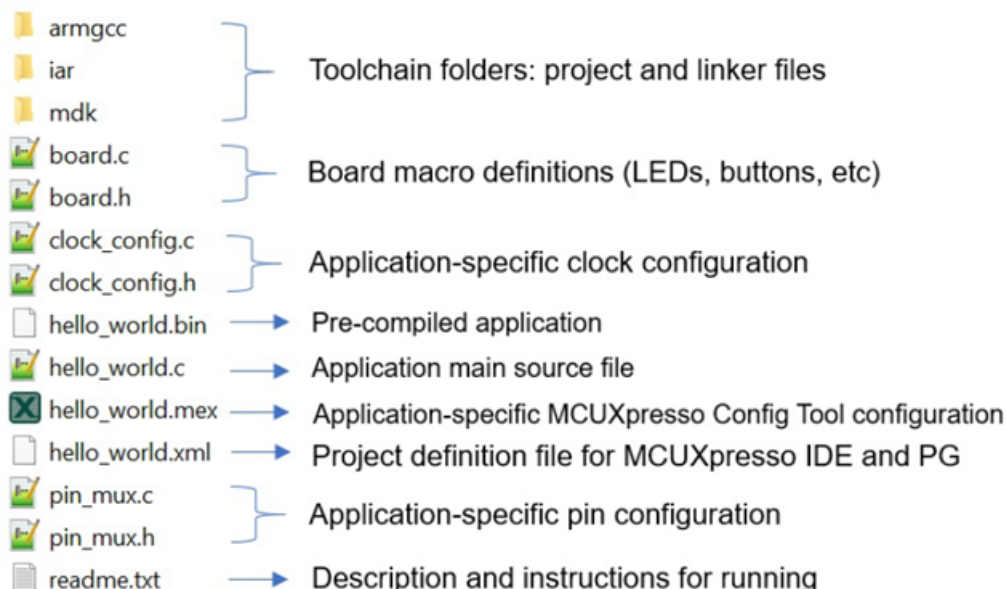 armgcc
iar
mdk
Toolchain folders: project and linker files
board.c
board.h
Board macro definitions (LEDs, buttons, etc)
clock_config.c
clock_config.h
Application-specific clock configuration
hello_world.bin
Pre-compiled application
hello_world.c
Application main source file
hello_world.mex
Application-specific MCUXpresso Config Tool configuration
hello_world.xml
Project definition file for MCUXpresso IDE and PG
pin_mux.c
pin_mux.h
Application-specific pin configuration
readme.txt
Description and instructions for running